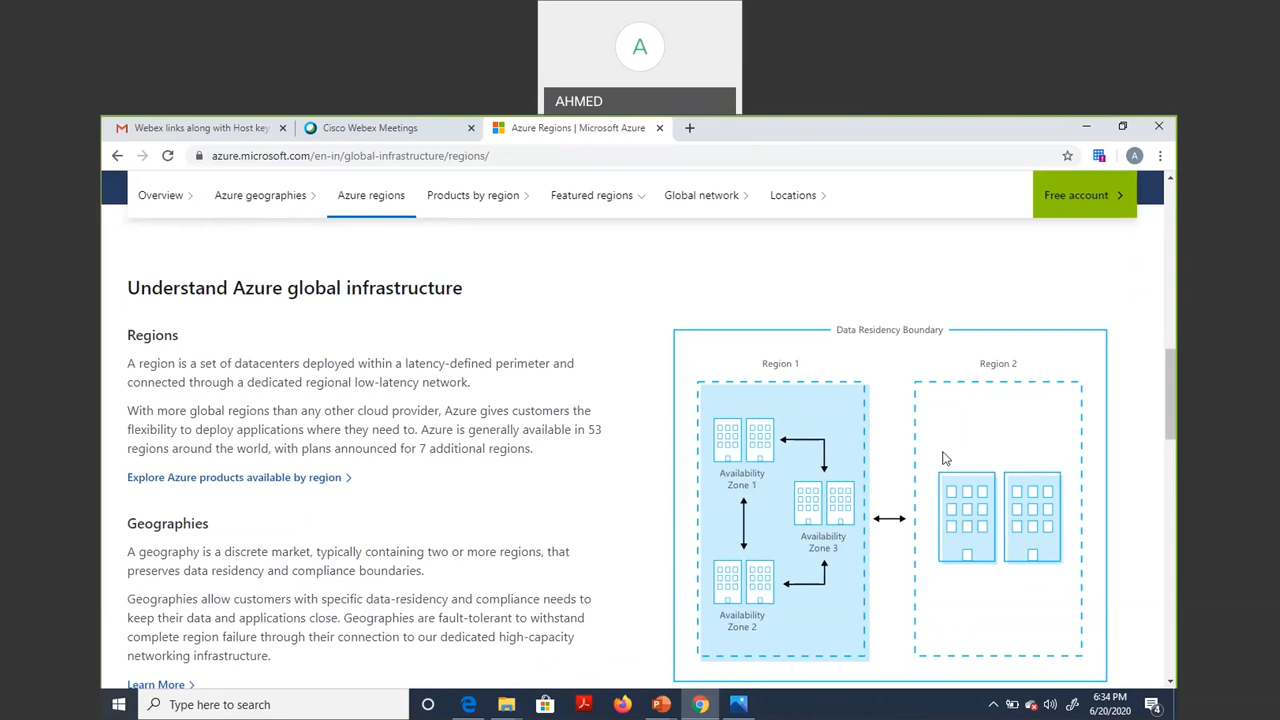 A
AHMED
Webex links along with Host key
Cisco Webex Meetings
Azure Regions | Microsoft Azure
azure.microsoft.com/en-in/global-infrastructure/regions/
A
Overview
Azure geographies
Azure regions
Products by region
Featured regions
Global network
Locations
Free account
Understand Azure global infrastructure
Regions
A region is a set of datacenters deployed within a latency-defined perimeter and
connected through a dedicated regional low-latency network.
With more global regions than any other cloud provider, Azure gives customers the
flexibility to deploy applications where they need to. Azure is generally available in 53
regions around the world, with plans announced for 7 additional regions.
Explore Azure products available by region
Geographies
A geography is a discrete market, typically containing two or more regions, that
preserves data residency and compliance boundaries.
Geographies allow customers with specific data-residency and compliance needs to
keep their data and applications close. Geographies are fault-tolerant to withstand
complete region failure through their connection to our dedicated high-capacity
networking infrastructure.
Learn More
Data Residency Boundary
Region 1
Region 2
Availability
Zone 1
Availability
Zone 3
Availability
Zone 2
Type here to search
6:34 PM
6/20/2020
4